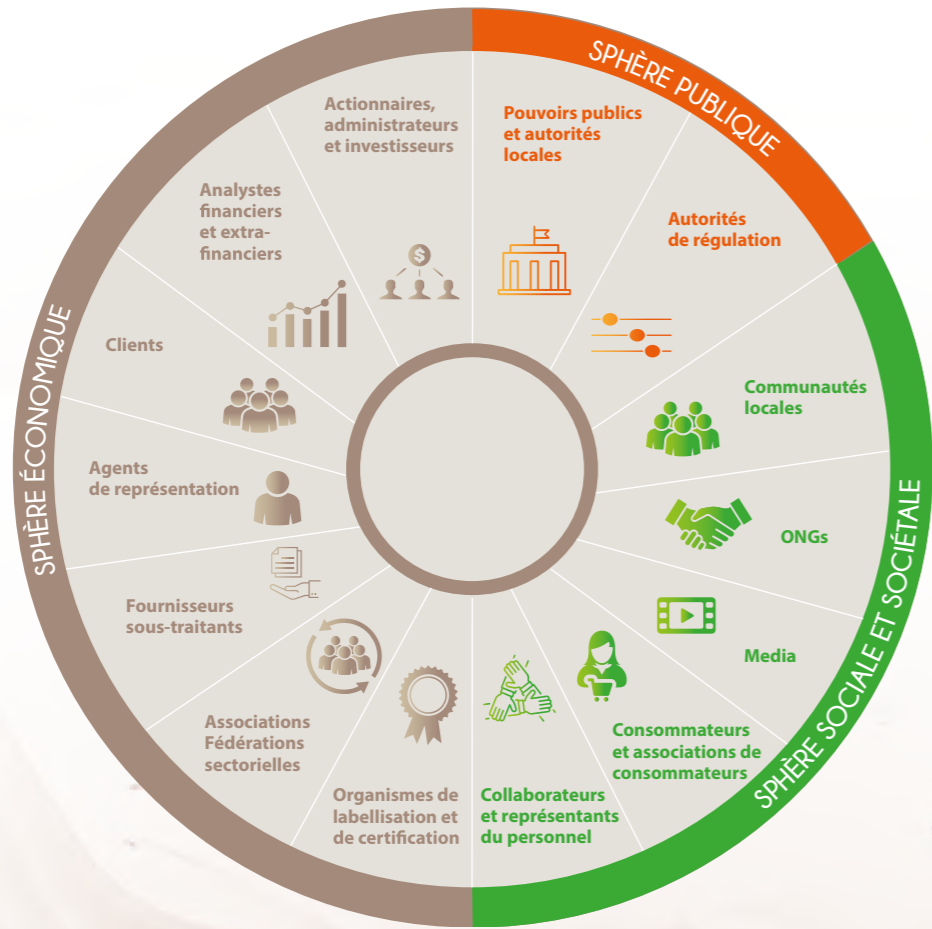 SPHÈRE PUBLIQUE
Pouvoirs publics
et autorités
locales
Autorités
de régulation
SPHÈRE SOCIALE ET SOCIÉTALE
Communautés
locales
ONGs
Media
Consommateurs
et associations de
consommateurs
Collaborateurs
et représentants
du personnel
SPHÈRE ÉCONOMIQUE
Organismes de
labellisation et
de certification
Associations
Fédérations
sectorielles
Fournisseurs
sous-traitants
Agents
de représentation
Clients
Analystes
financiers
et extra-
financiers
Actionnaires,
administrateurs
et investisseurs
$